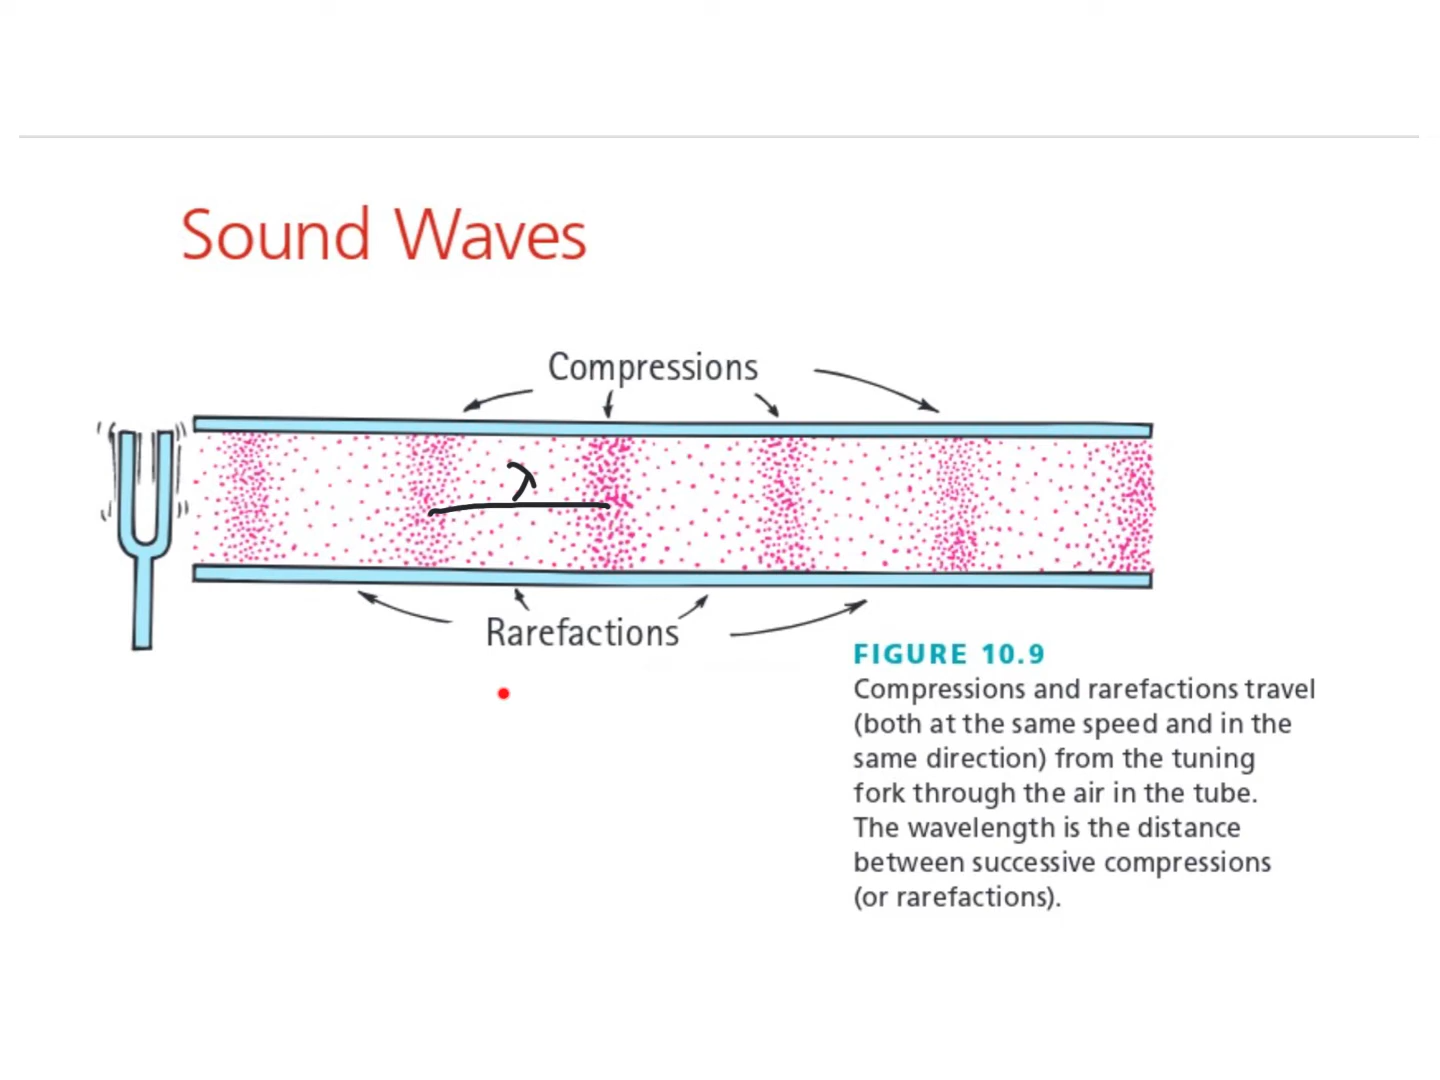 Sound Waves
Compressions
λ
Rarefactions
FIGURE 10.9
Compressions and rarefactions travel
(both at the same speed and in the
same direction) from the tuning
fork through the air in the tube.
The wavelength is the distance
between successive compressions
(or rarefactions).